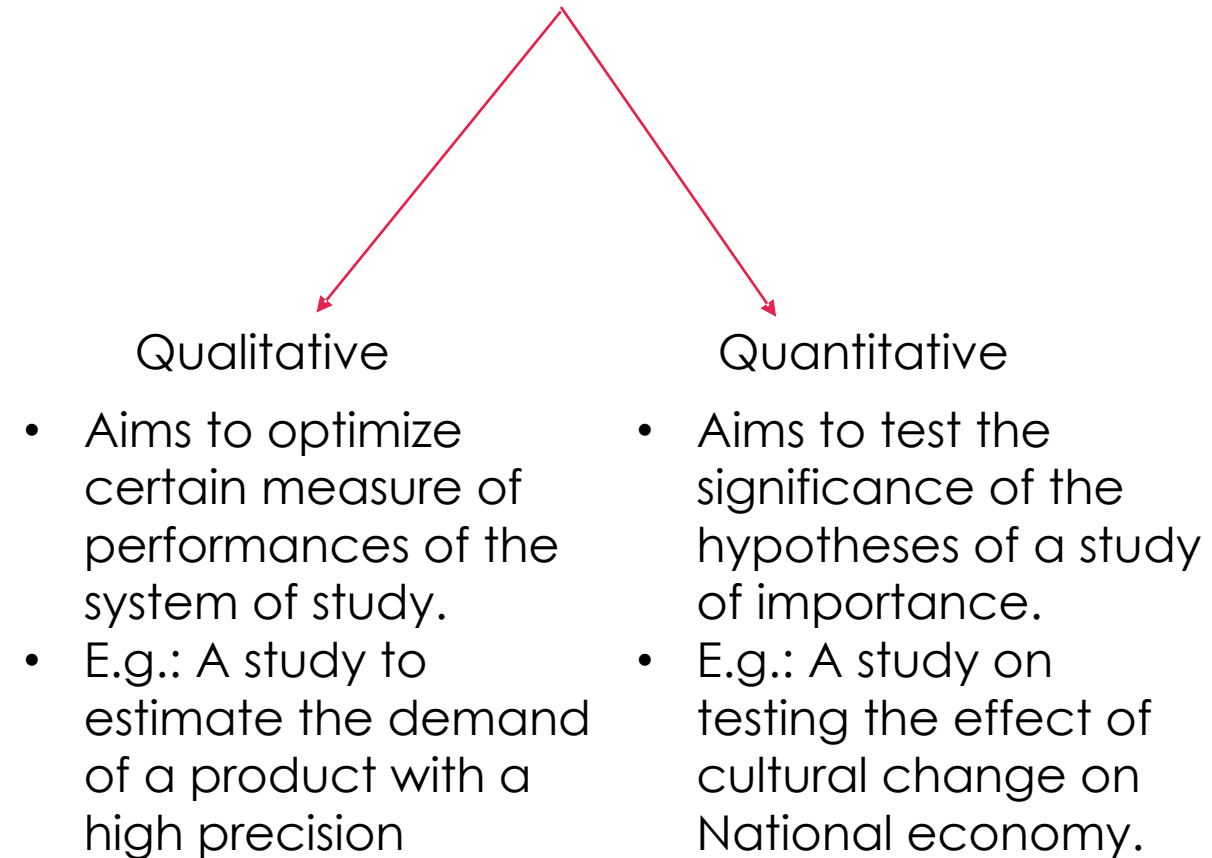 Qualitative
• Aims to optimize
certain measure of
performances of the
system of study.
• E.g.: A study to
estimate the demand
of a product with a
high precision
Quantitative
• Aims to test the
significance of the
hypotheses of a study
of importance.
• E.g.: A study on
testing the effect of
cultural change on
National economy.